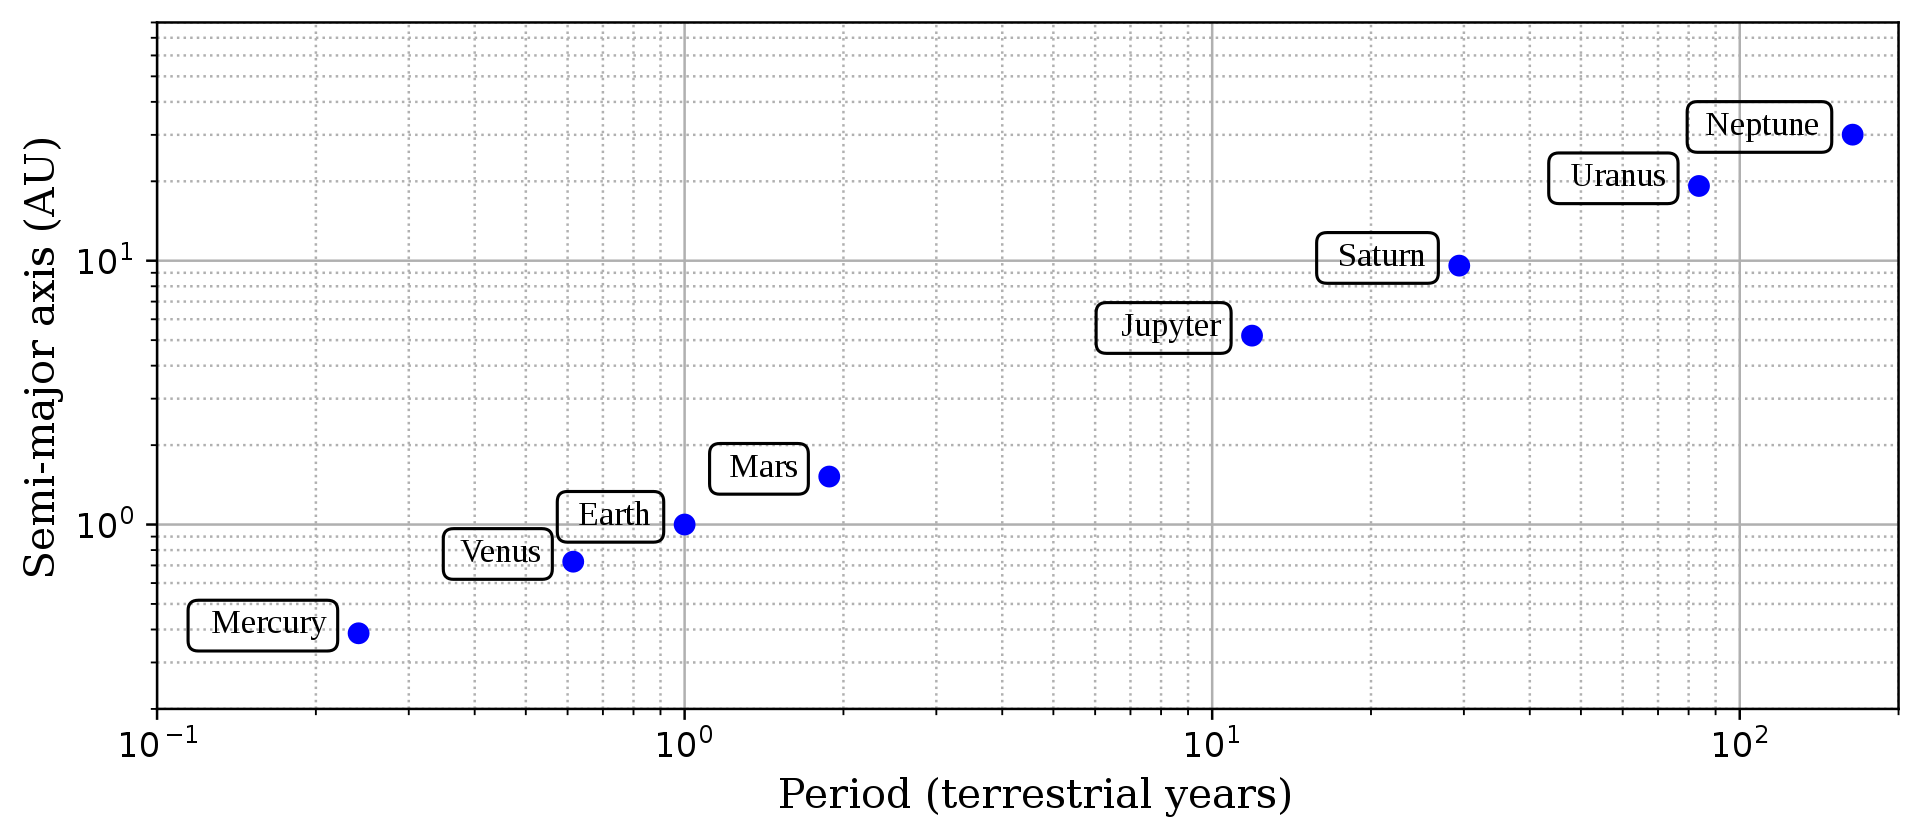 Semi-major axis (AU)
10¹
10⁰
Neptune
Uranus
Saturn
Jupyter
Mars
Earth
Venus
Mercury
10⁻¹ 10⁰ 10¹ 10²
Period (terrestrial years)